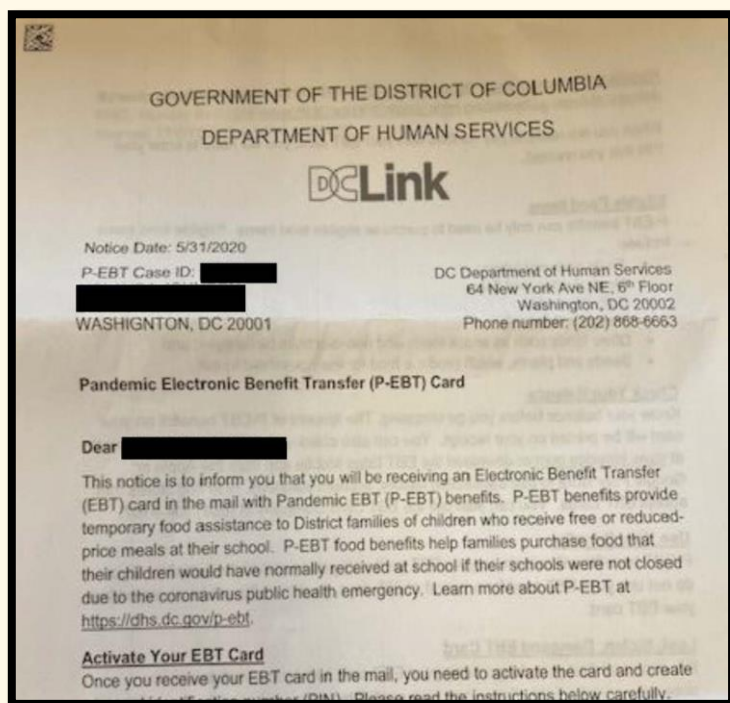 GOVERNMENT OF THE DISTRICT OF COLUMBIA
DEPARTMENT OF HUMAN SERVICES
DCLink
Notice Date: 5/31/2020
P-EBT Case ID:
WASHIGNTON, DC 20001
DC Department of Human Services
64 New York Ave NE, 6th Floor
Washington, DC 20002
Phone number: (202) 868-6663
Pandemic Electronic Benefit Transfer (P-EBT) Card
Dear
This notice is to inform you that you will be receiving an Electronic Benefit Transfer
(EBT) card in the mail with Pandemic EBT (P-EBT) benefits. P-EBT benefits provide
temporary food assistance to District families of children who receive free or reduced-
price meals at their school. P-EBT food benefits help families purchase food that
their children would have normally received at school if their schools were not closed
due to the coronavirus public health emergency. Learn more about P-EBT at
https://dhs.dc.gov/p-ebt.
Activate Your EBT Card
Once you receive your EBT card in the mail, you need to activate the card and create
number (PIN). Please read the instructions below carefully.